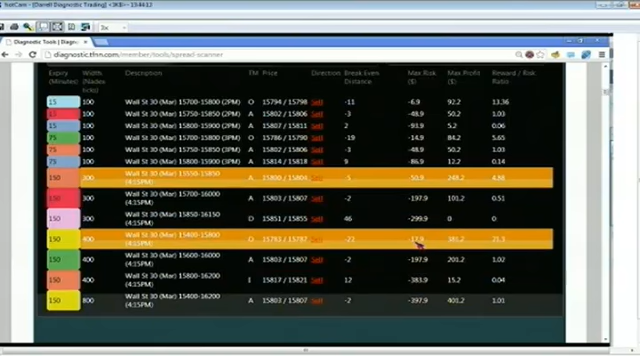 HotCam - [Darrell Diagnostic Trading]
3x
Diagnostic Tools | Diagnos
diagnostic.tfnn.com/member/tools/spread-scanner
Expiry (Minutes) Width (Nadex ticks) Description TM Price Direction Break Even Distance Max Risk Max Profit Reward / Risk Ratio
15 100 Wall St 30 (Mar) 15700-15800 (2PM) O 15794 / 15798 Sell -11 -6.9 92.2 13.36
100 Wall St 30 (Mar) 15750-15850 (2PM) A 15802 / 15806 Sell -3 -48.9 50.2 1.03
15 100 Wall St 30 (Mar) 15800-15900 (2PM) I 15807 / 15811 Sell 2 -93.9 5.2 0.06
75 100 Wall St 30 (Mar) 15700-15800 (3PM) O 15786 / 15790 Sell -19 -14.9 84.2 5.65
75 100 Wall St 30 (Mar) 15750-15850 (3PM) A 15802 / 15806 Sell -3 -48.9 50.2 1.03
75 100 Wall St 30 (Mar) 15800-15900 (3PM) A 15814 / 15818 Sell 9 -86.9 12.2 0.14
150 300 Wall St 30 (Mar) 15550-15850 (4:15PM) A 15800 / 15804 Sell -5 -50.9 248.2 4.88
150 300 Wall St 30 (Mar) 15700-16000 (4:15PM) A 15803 / 15807 Sell -2 -197.9 101.2 0.51
150 300 Wall St 30 (Mar) 15850-16150 (4:15PM) O 15851 / 15855 Sell 46 -299.9 0 0
150 400 Wall St 30 (Mar) 15400-15800 (4:15PM) 15783 / 15787 Sell -22 381.2 21.3
150 400 Wall St 30 (Mar) 15600-16000 (4:15PM) A 15803 / 15807 Sell -2 -197.9 201.2 1.02
150 400 Wall St 30 (Mar) 15800-16200 (4:15PM) I 15817 / 15821 Sell 12 -383.9 15.2 0.04
150 800 Wall St 30 (Mar) 15400-16200 (4:15PM) A 15803 / 15807 Sell -2 -397.9 401.2 1.01